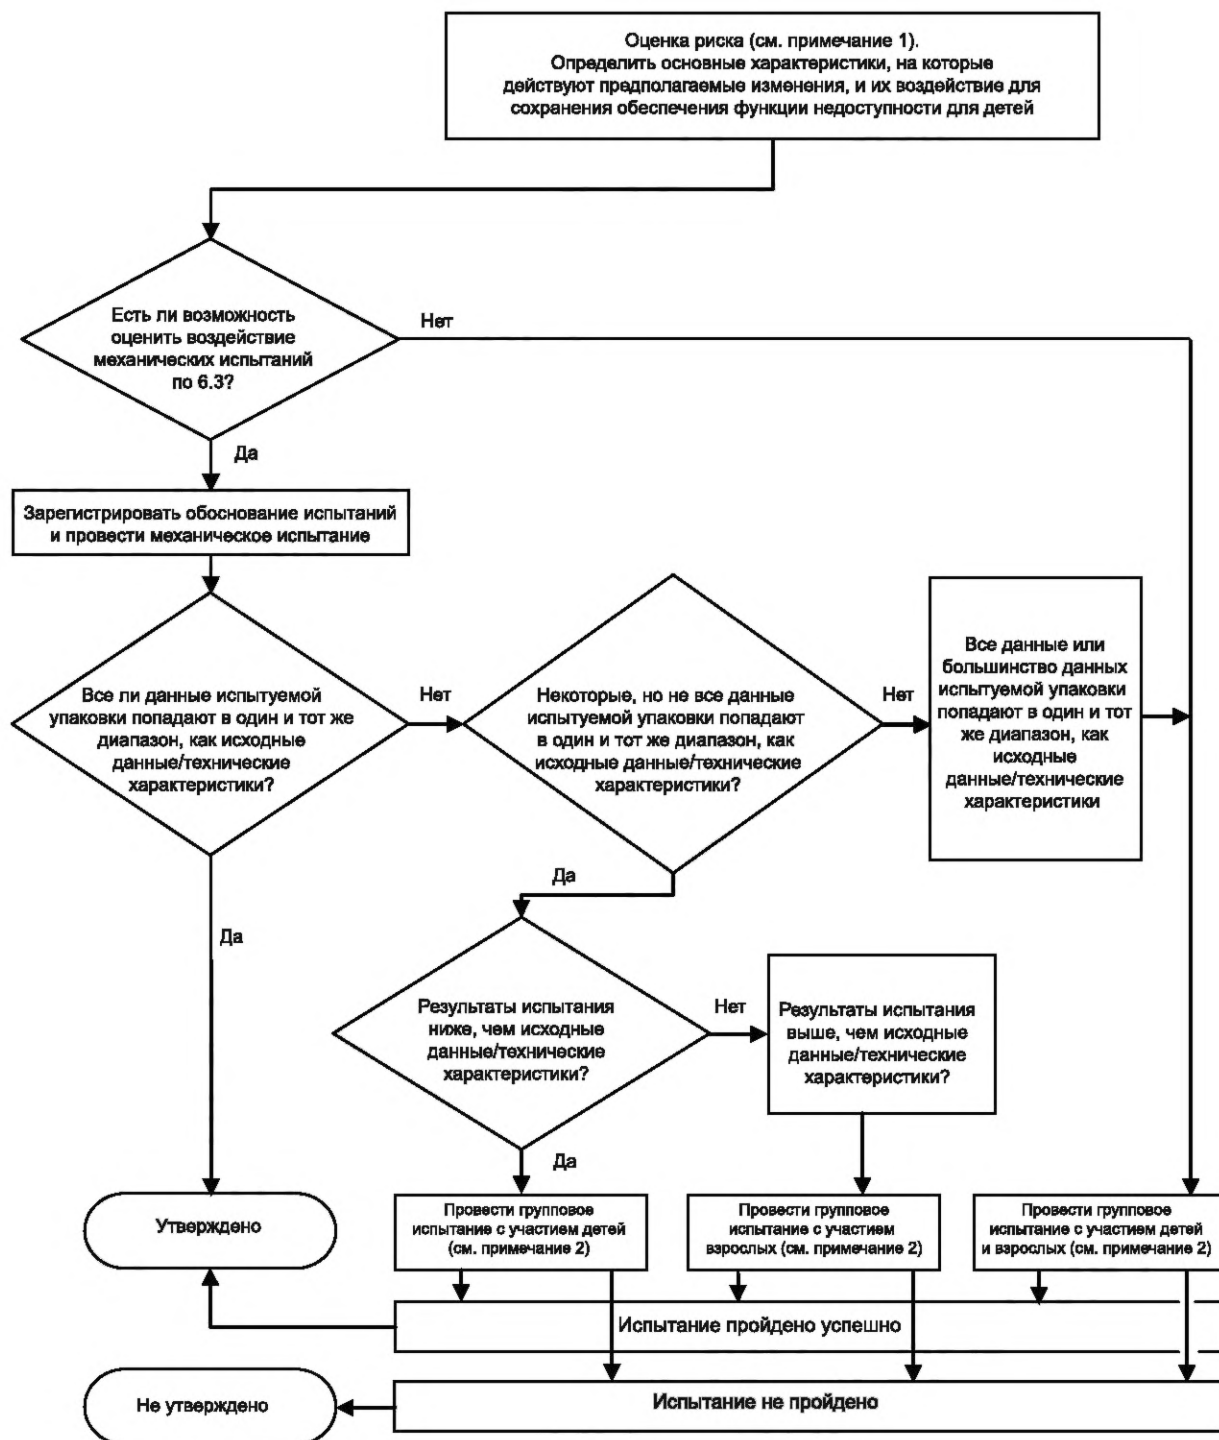 Оценка риска (см. примечание 1).
Определить основные характеристики, на которые
действуют предполагаемые изменения, и их воздействие для
сохранения обеспечения функции недоступности для детей
Есть ли возможность
оценить воздействие
механических испытаний
по 6.3?
Нет
Да
Зарегистрировать обоснование испытаний
и провести механическое испытание
Все ли данные испытуемой
упаковки попадают в один и тот же
диапазон, как исходные
данные/технические
характеристики?
Нет
Некоторые, но не все данные
испытуемой упаковки попадают
в один и тот же диапазон, как
исходные данные/технические
характеристики?
Нет
Все данные или
большинство данных
испытуемой упаковки
попадают в один и тот
же диапазон, как
исходные
данные/технические
характеристики
Да
Да
Результаты испытания
ниже, чем исходные
данные/технические
характеристики?
Нет
Результаты испытания
выше, чем исходные
данные/технические
характеристики?
Да
Утверждено
Провести групповое
испытание с участием детей
(см. примечание 2)
Провести групповое
испытание с участием
взрослых (см. примечание 2)
Провести групповое
испытание с участием детей
и взрослых (см. примечание 2)
Испытание пройдено успешно
Не утверждено
Испытание не пройдено